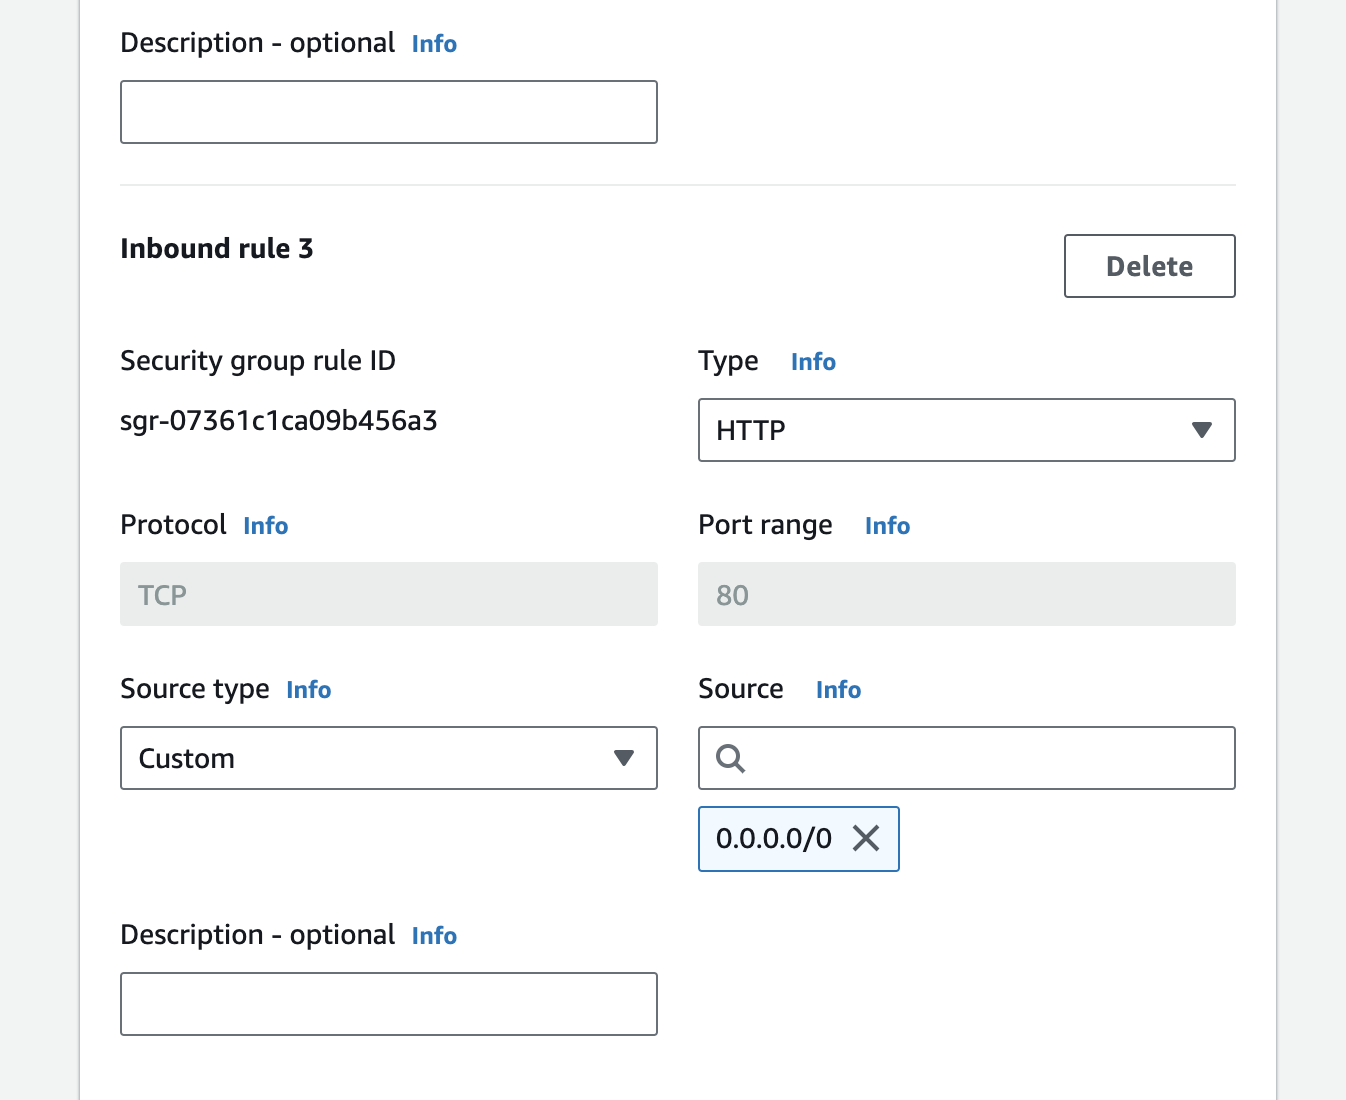 Description - optional Info
Inbound rule 3
Delete
Security group rule ID
sgr-07361c1ca09b456a3
Type Info
HTTP
Protocol Info
TCP
Port range Info
80
Source type Info
Custom
Source Info
0.0.0.0/0
Description - optional Info